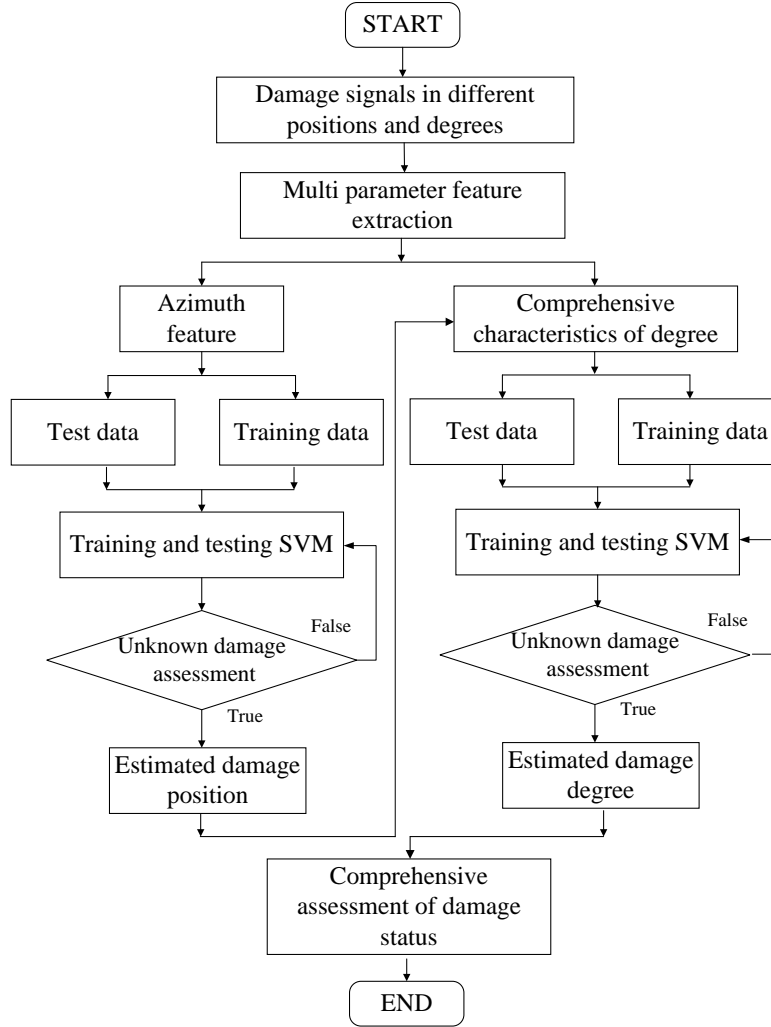 START
Damage signals in different
positions and degrees
Multi parameter feature
extraction
Azimuth
feature
Comprehensive
characteristics of degree
Test data
Training data
Test data
Training data
Training and testing SVM
Training and testing SVM
Unknown damage
assessment
False
True
Unknown damage
assessment
False
True
Estimated damage
position
Estimated damage
degree
Comprehensive
assessment of damage
status
END